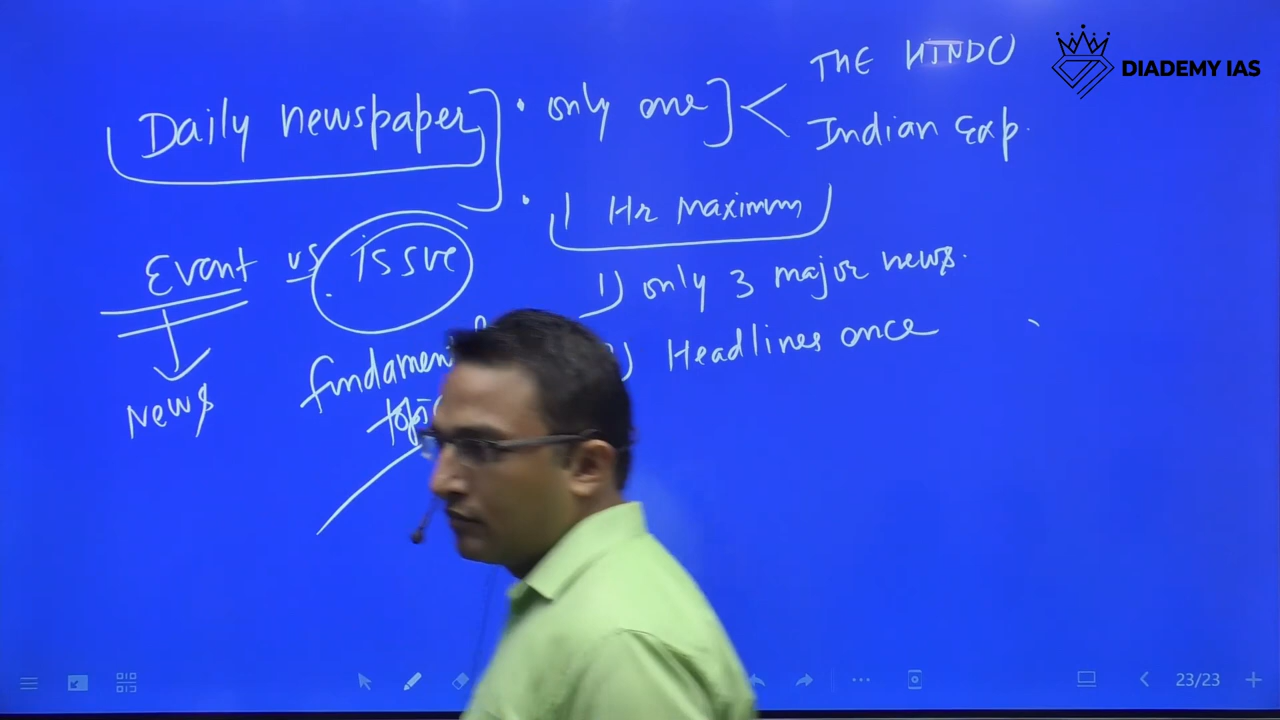 THE HINDU
DIADEMY IAS
Daily newspaper • only one
Indian Exp.
• 1 Hr Maximum
Event vs issue
1) only 3 major news.
Headlines once
News
23/23